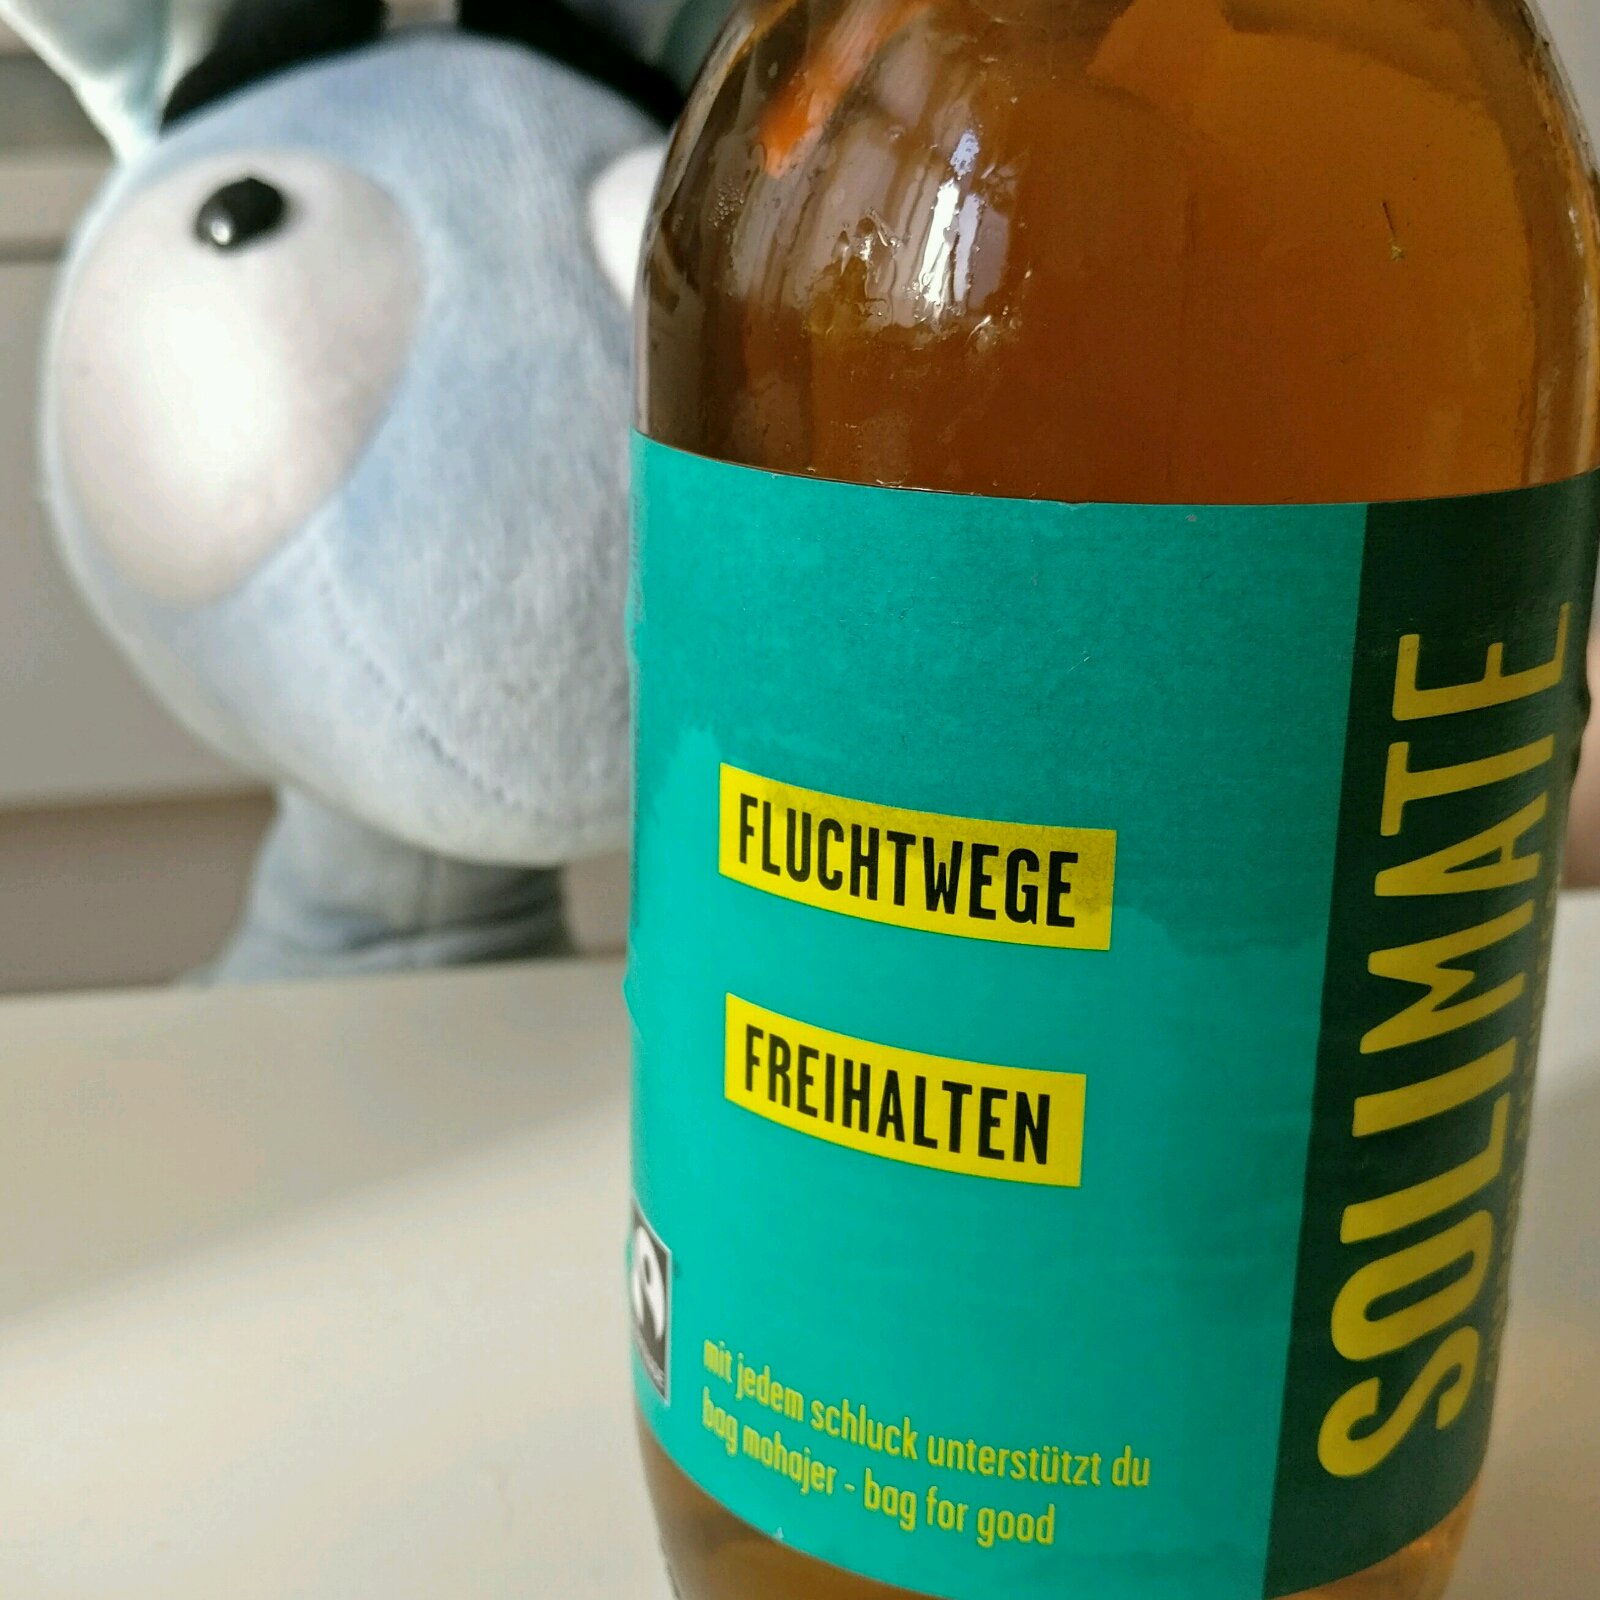 FLUCHTWEGE
FREIHALTEN
mit jedem schluck unterstützt du
bag mohajer - bag for good
SOLIMATE